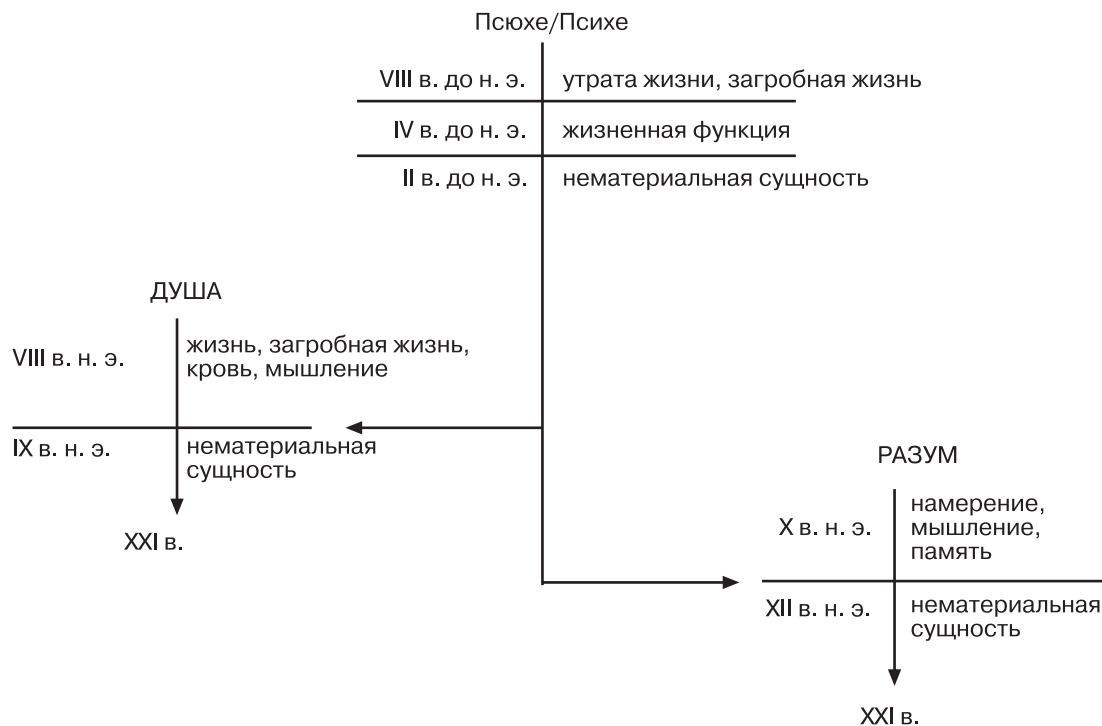 Псюхе/Психе
VIII в. до н. э. утрата жизни, загробная жизнь
IV в. до н. э. жизненная функция
II в. до н. э. нематериальная сущность
ДУША
VIII в. н. э. жизнь, загробная жизнь,
кровь, мышление
IX в. н. э. нематериальная
сущность
XXI в.
РАЗУМ
X в. н. э. намерение,
мышление,
память
XII в. н. э. нематериальная
сущность
XXI в.